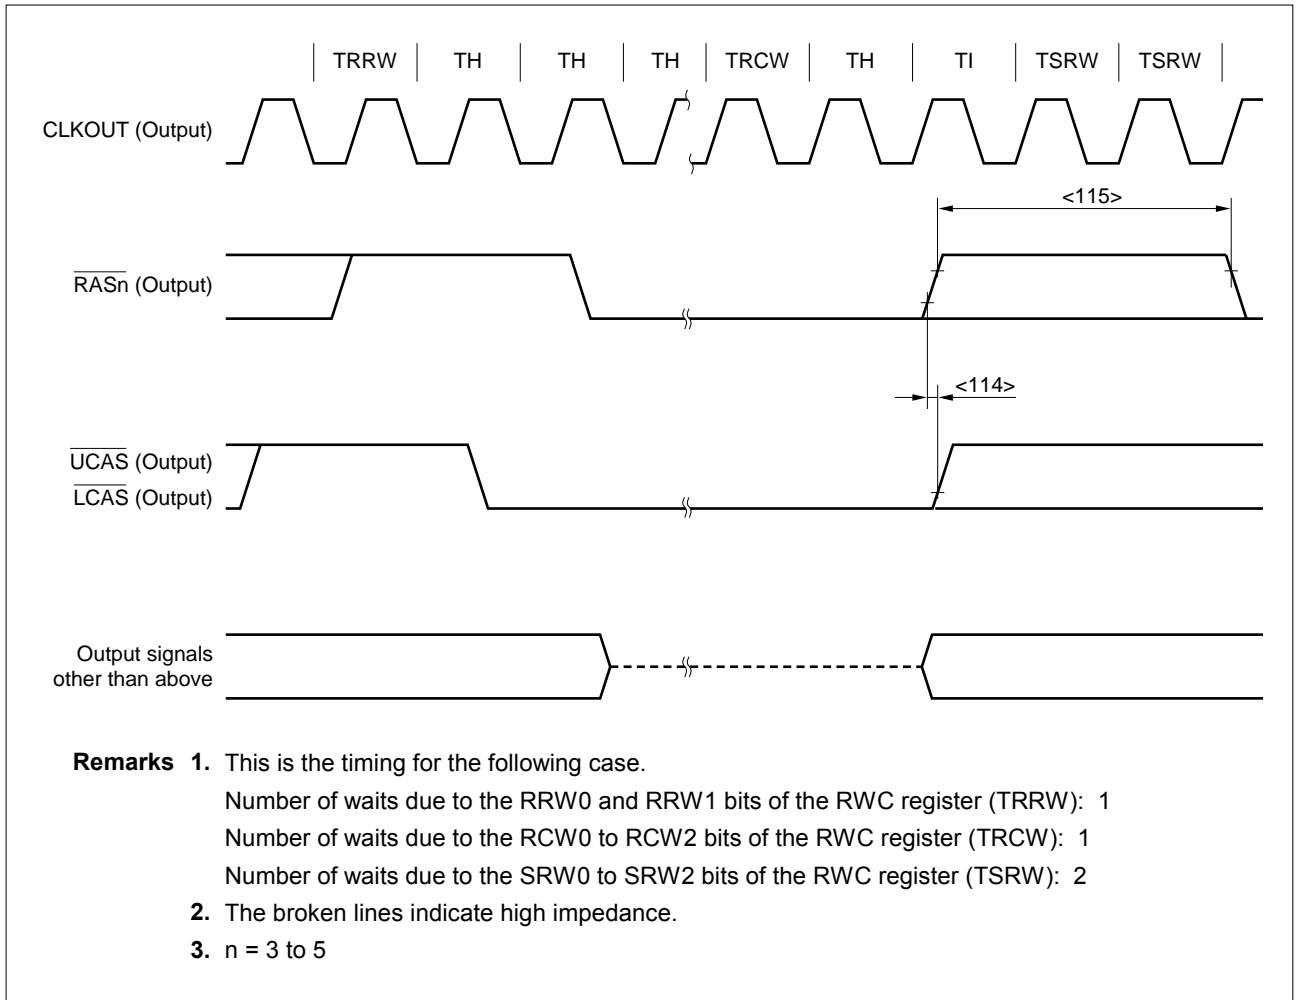 TRRW TH TH TH TRCW TH TI TSRW TSRW
CLKOUT (Output)
<115>
RASn (Output)
<114>
UCAS (Output)
LCAS (Output)
Output signals
other than above
Remarks 1. This is the timing for the following case.
Number of waits due to the RRW0 and RRW1 bits of the RWC register (TRRW): 1
Number of waits due to the RCW0 to RCW2 bits of the RWC register (TRCW): 1
Number of waits due to the SRW0 to SRW2 bits of the RWC register (TSRW): 2
2. The broken lines indicate high impedance.
3. n = 3 to 5